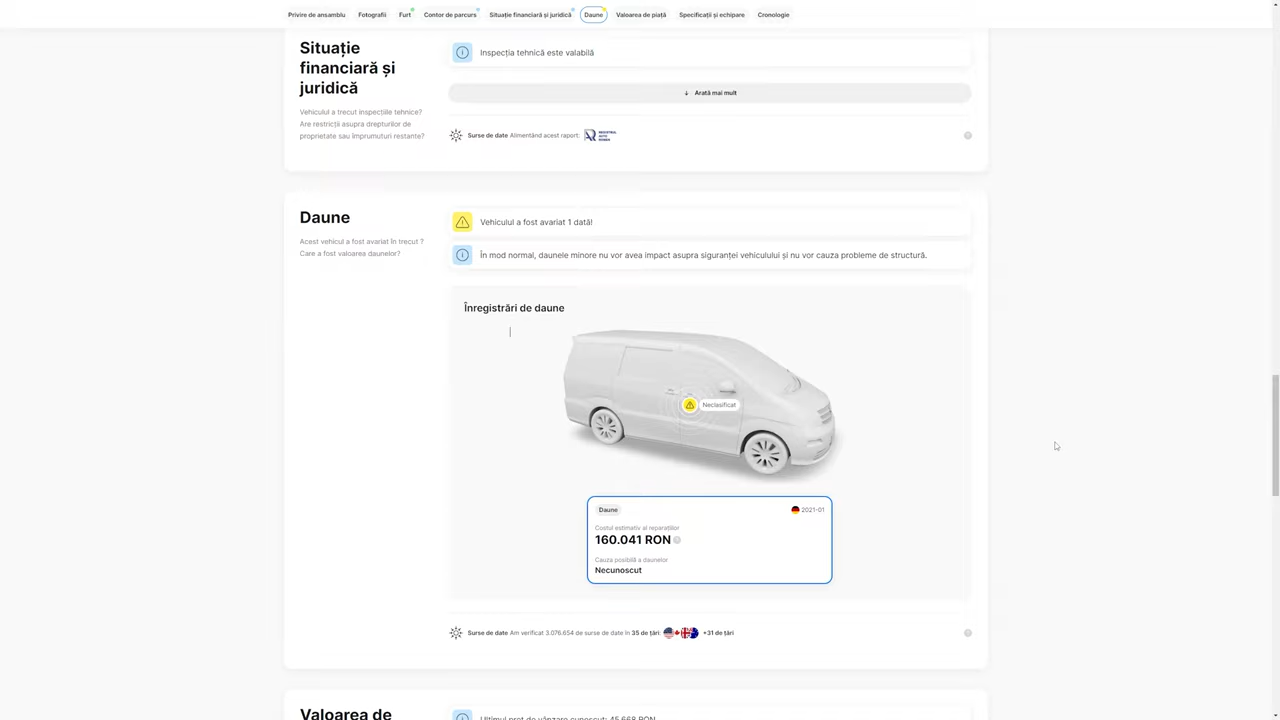 Privire de ansamblu Fotografii Furt Contor de parcurs Situație financiară și juridică Daune Valoarea de piață Specificații și echipare Cronologie
Situație
financiară și
juridică
Vehiculul a trecut inspecțiile tehnice?
Are restricții asupra drepturilor de
proprietate sau împrumuturi restante?
Inspecția tehnică este valabilă
Arată mai mult
Surse de date Alimentând acest raport:
REGISTRUL
AUTO
ROMAN
Daune
Acest vehicul a fost avariat în trecut ?
Care a fost valoarea daunelor?
Vehiculul a fost avariat 1 dată!
În mod normal, daunele minore nu vor avea impact asupra siguranței vehiculului și nu vor cauza probleme de structură.
Înregistrări de daune
Neclasificat
Daune 2021-01
Costul estimativ al reparațiilor
160.041 RON
Cauza posibilă a daunelor
Necunoscut
Surse de date Am verificat 3.076.654 de surse de date în 35 de țări: +31 de țări
Valoarea de
Ultimul preț de vânzare cunoscut: 45.668 RON